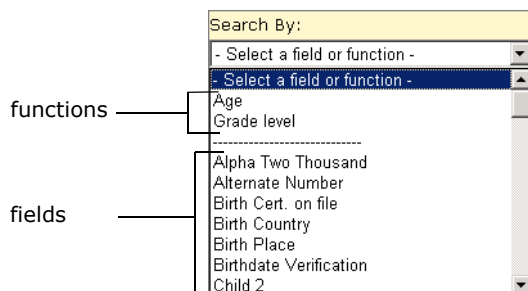 Search By:
- Select a field or function -
- Select a field or function -
functions
Age
Grade level
----------------------------
fields
Alpha Two Thousand
Alternate Number
Birth Cert. on file
Birth Country
Birth Place
Birthdate Verification
Child 2